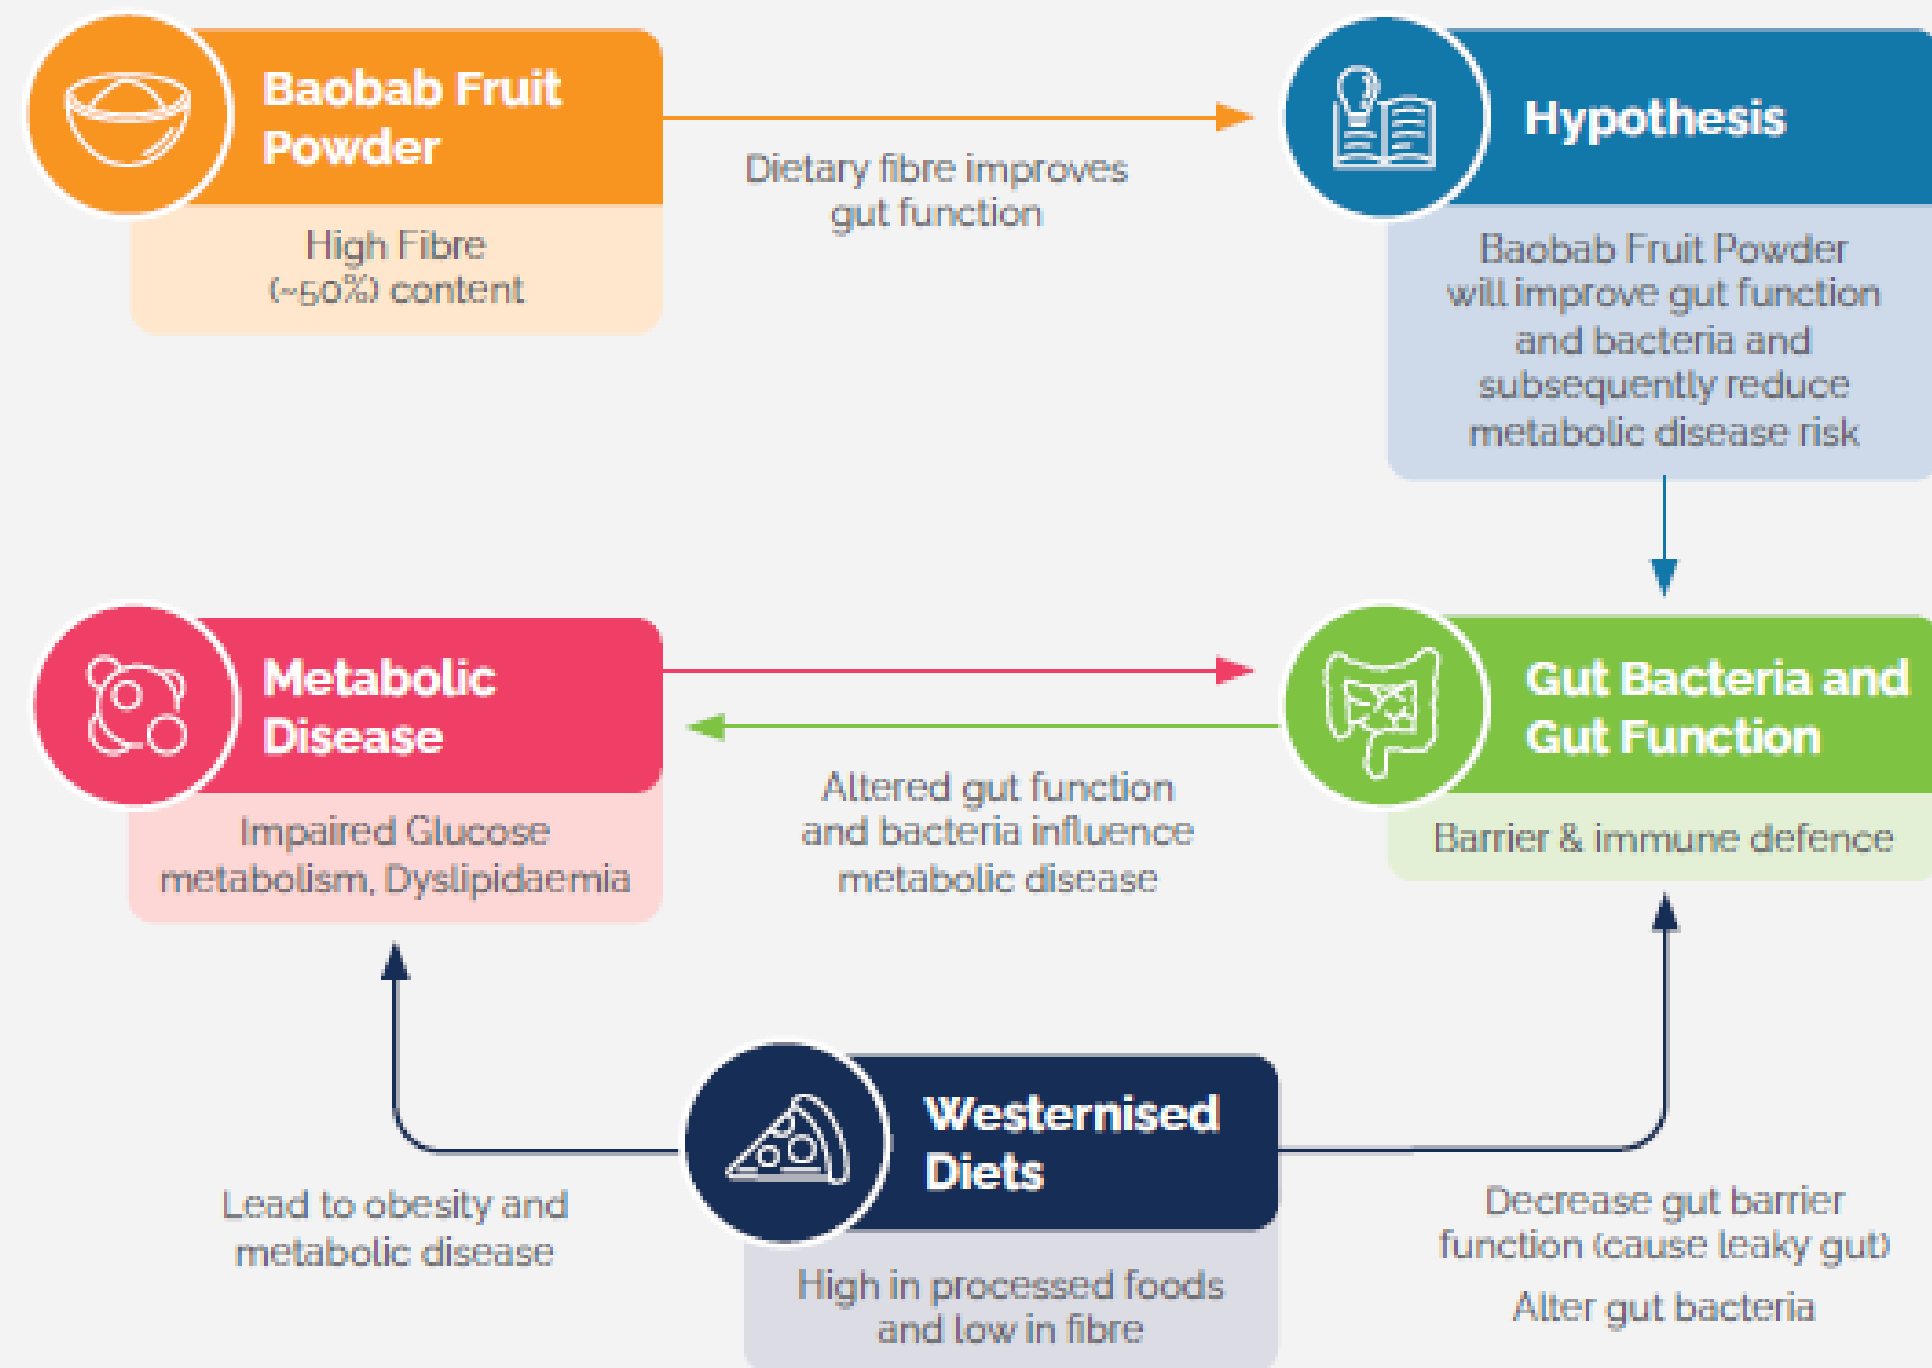 Baobab Fruit
Powder
High Fibre
(~50%) content
Dietary fibre improves
gut function
Hypothesis
Baobab Fruit Powder
will improve gut function
and bacteria and
subsequently reduce
metabolic disease risk
Metabolic
Disease
Impaired Glucose
metabolism, Dyslipidaemia
Altered gut function
and bacteria influence
metabolic disease
Gut Bacteria and
Gut Function
Barrier & immune defence
Westernised
Diets
High in processed foods
and low in fibre
Lead to obesity and
metabolic disease
Decrease gut barrier
function (cause leaky gut)
Alter gut bacteria